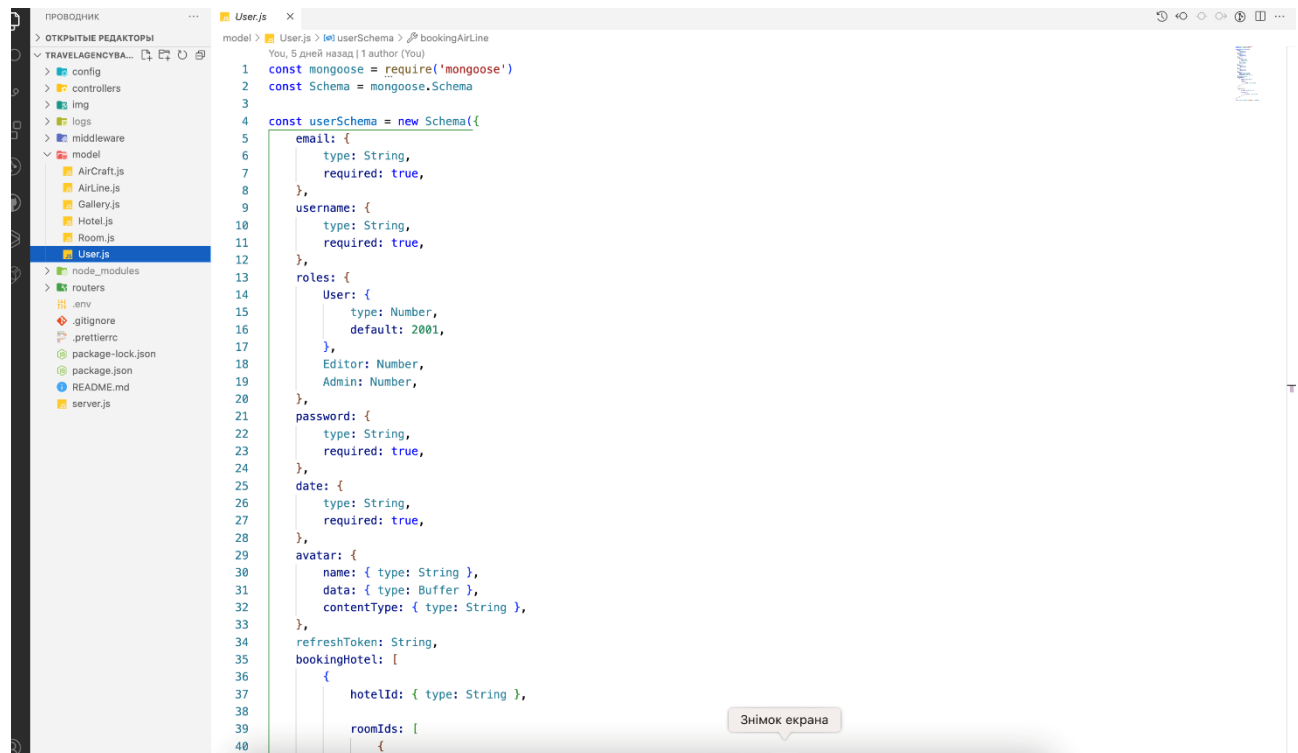 ПРОВОДНИК ···
User.js ×
> ОТКРЫТЫЕ РЕДАКТОРЫ
TRAVELAGENCYBA...
config
controllers
img
logs
middleware
model
AirCraft.js
AirLine.js
Gallery.js
Hotel.js
Room.js
User.js
node_modules
routers
.env
.gitignore
.prettierrc
package-lock.json
package.json
README.md
server.js
model > User.js > userSchema > bookingAirLine
You, 5 дней назад | 1 author (You)
1 const mongoose = require('mongoose')
2 const Schema = mongoose.Schema
3
4 const userSchema = new Schema({
5 email: {
6 type: String,
7 required: true,
8 },
9 username: {
10 type: String,
11 required: true,
12 },
13 roles: {
14 User: {
15 type: Number,
16 default: 2001,
17 },
18 Editor: Number,
19 Admin: Number,
20 },
21 password: {
22 type: String,
23 required: true,
24 },
25 date: {
26 type: String,
27 required: true,
28 },
29 avatar: {
30 name: { type: String },
31 data: { type: Buffer },
32 contentType: { type: String },
33 },
34 refreshToken: String,
35 bookingHotel: [
36 {
37 hotelId: { type: String },
38
39 roomIds: [
40 {
Знімок екрана